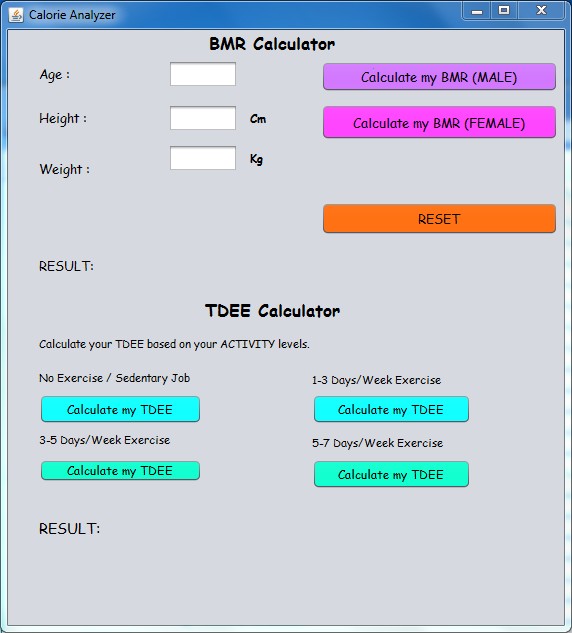 Calorie Analyzer
BMR Calculator
Age :
Calculate my BMR (MALE)
Height :
Cm
Calculate my BMR (FEMALE)
Weight :
Kg
RESET
RESULT:
TDEE Calculator
Calculate your TDEE based on your ACTIVITY levels.
No Exercise / Sedentary Job
1-3 Days/Week Exercise
Calculate my TDEE
Calculate my TDEE
3-5 Days/Week Exercise
5-7 Days/Week Exercise
Calculate my TDEE
Calculate my TDEE
RESULT: